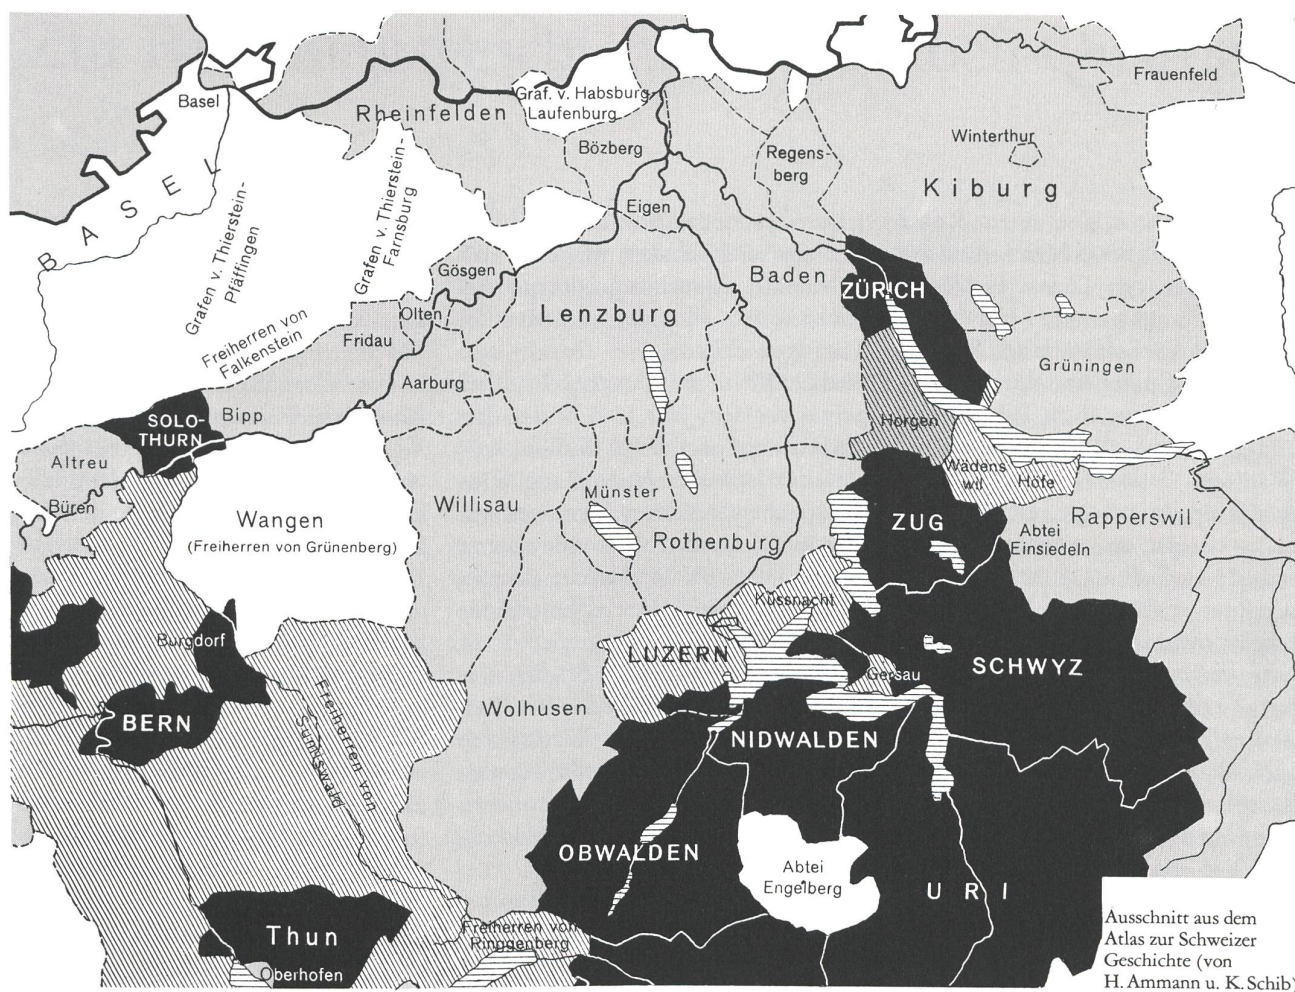 Frauenfeld
Basel
Rheinfelden
Graf. v. Habsburg-
Laufenburg
Winterthur
Bözberg
Regens-
berg
Kiburg
BASEL
Grafen v. Thierstein-
Pfäffingen
Grafen v. Thierstein-
Farnsburg
Eigen
Gösgen
Baden
ZÜRICH
Olten
Lenzburg
Freiherren von
Falkenstein
Fridau
Grüningen
Aarburg
SOLO-
THURN
Bipp
Horgen
Altreu
Wädens
wil
Höfe
Büren
Willisau
Münster
Wangen
(Freiherren von Grünenberg)
Rothenburg
ZUG
Rapperswil
Abtei
Einsiedeln
Küssnacht
Burgdorf
LUZERN
Gersau
SCHWYZ
Freiherren von
Sumiswald
Wolhusen
BERN
NIDWALDEN
OBWALDEN
Abtei
Engelberg
URI
Thun
Freiherren von
Ringgenberg
Oberhofen
Ausschnitt aus dem
Atlas zur Schweizer
Geschichte (von
H. Ammann u. K. Schib)